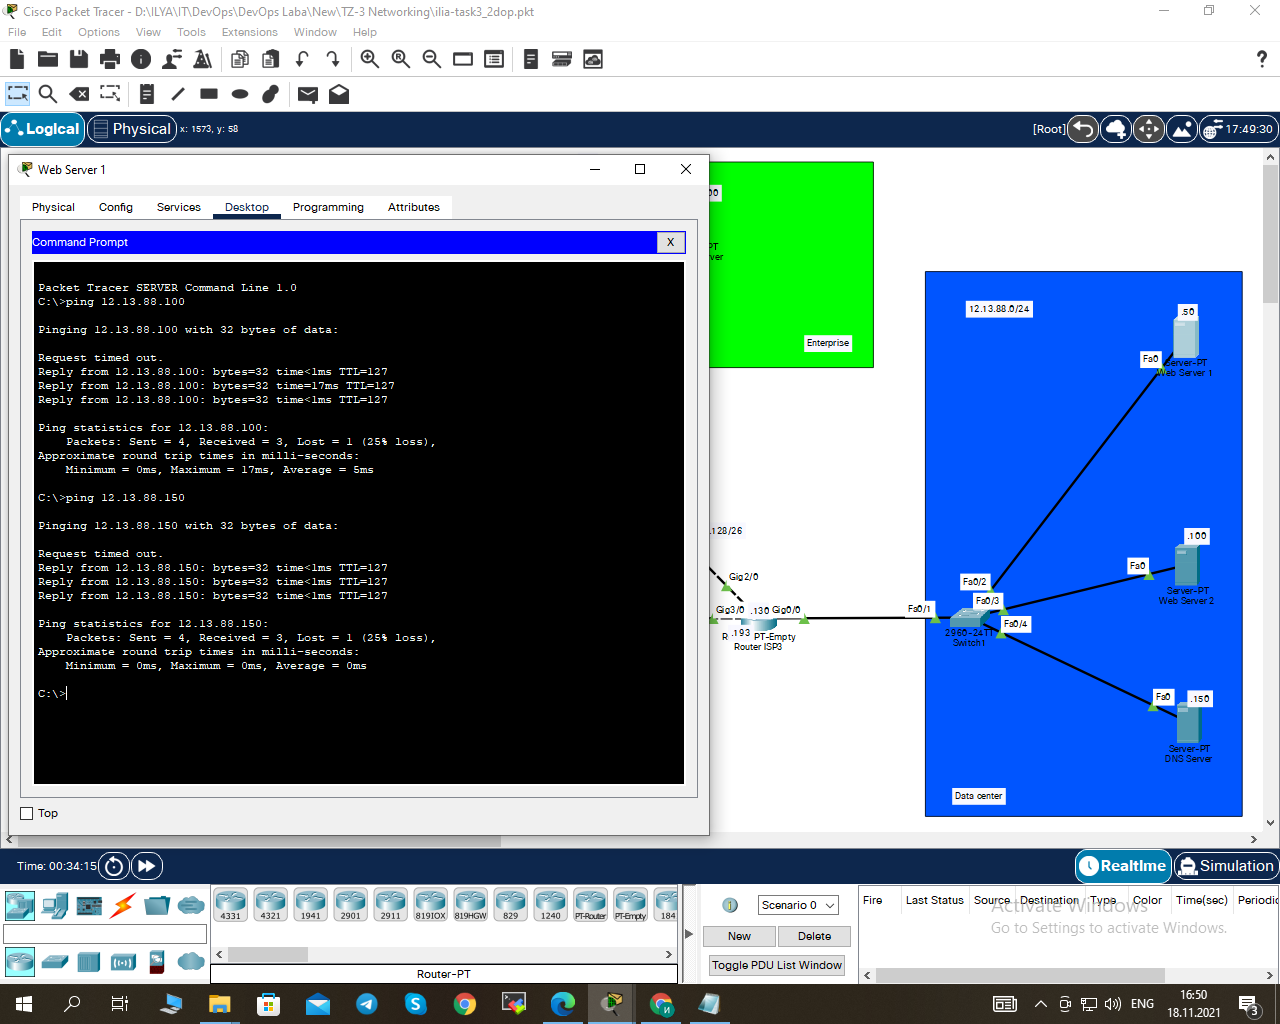 Cisco Packet Tracer - D:\ILYA\IT\DevOps\DevOps Laba\New\TZ-3 Networking\ilia-task3_2dop.pkt
File Edit Options View Tools Extensions Window Help
?
Logical Physical x: 1573, y: 58 [Root] 17:49:30
Web Server 1
Physical Config Services Desktop Programming Attributes
Command Prompt X
Packet Tracer SERVER Command Line 1.0
C:\>ping 12.13.88.100
Pinging 12.13.88.100 with 32 bytes of data:
Request timed out.
Reply from 12.13.88.100: bytes=32 time<1ms TTL=127
Reply from 12.13.88.100: bytes=32 time=17ms TTL=127
Reply from 12.13.88.100: bytes=32 time<1ms TTL=127
Ping statistics for 12.13.88.100:
Packets: Sent = 4, Received = 3, Lost = 1 (25% loss),
Approximate round trip times in milli-seconds:
Minimum = 0ms, Maximum = 17ms, Average = 5ms
C:\>ping 12.13.88.150
Pinging 12.13.88.150 with 32 bytes of data:
Request timed out.
Reply from 12.13.88.150: bytes=32 time<1ms TTL=127
Reply from 12.13.88.150: bytes=32 time<1ms TTL=127
Reply from 12.13.88.150: bytes=32 time<1ms TTL=127
Ping statistics for 12.13.88.150:
Packets: Sent = 4, Received = 3, Lost = 1 (25% loss),
Approximate round trip times in milli-seconds:
Minimum = 0ms, Maximum = 0ms, Average = 0ms
C:\>
Top
00
PT
ver
Enterprise
.128/26
Gig2/0
Gig3/0 .130 Gig0/0
R .193 PT-Empty
Router ISP3
12.13.88.0/24
.50
Fa0
Server-PT
Web Server 1
.100
Fa0
Server-PT
Web Server 2
Fa0/2
Fa0/3
Fa0/1
Fa0/4
2960-24TT
Switch1
Fa0
.150
Server-PT
DNS Server
Data center
Time: 00:34:15 Realtime Simulation
4331 4321 1941 2901 2911 819IOX 819HGW 829 1240 PT-Router PT-Empty 184
Router-PT
Scenario 0
New Delete
Toggle PDU List Window
Fire Last Status Source Destination Type Color Time(sec) Periodic
Activate Windows
Go to Settings to activate Windows.
ENG
16:50
18.11.2021
3